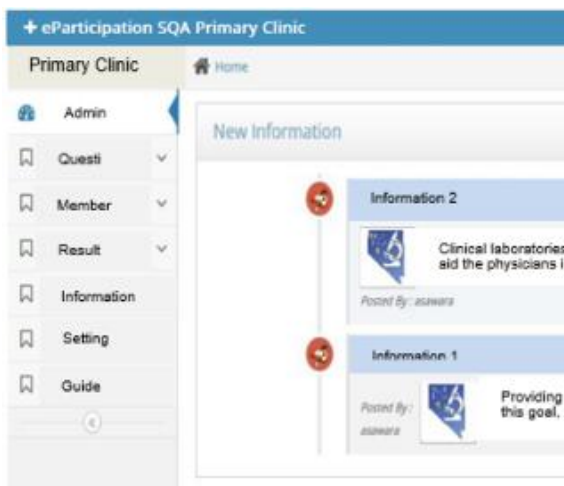 + eParticipation SQA Primary Clinic
Primary Clinic
Home
Admin
New Information
Questi
Member
Result
Information
Setting
Guide
Information 2
Clinical laboratories
aid the physicians i
Posted By: asawara
Information 1
Providing
this goal,
Posted By:
asawara